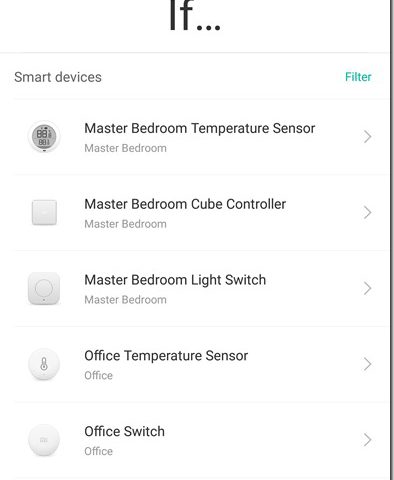 If...
Smart devices
Filter
Master Bedroom Temperature Sensor
Master Bedroom
Master Bedroom Cube Controller
Master Bedroom
Master Bedroom Light Switch
Master Bedroom
Office Temperature Sensor
Office
Office Switch
Office